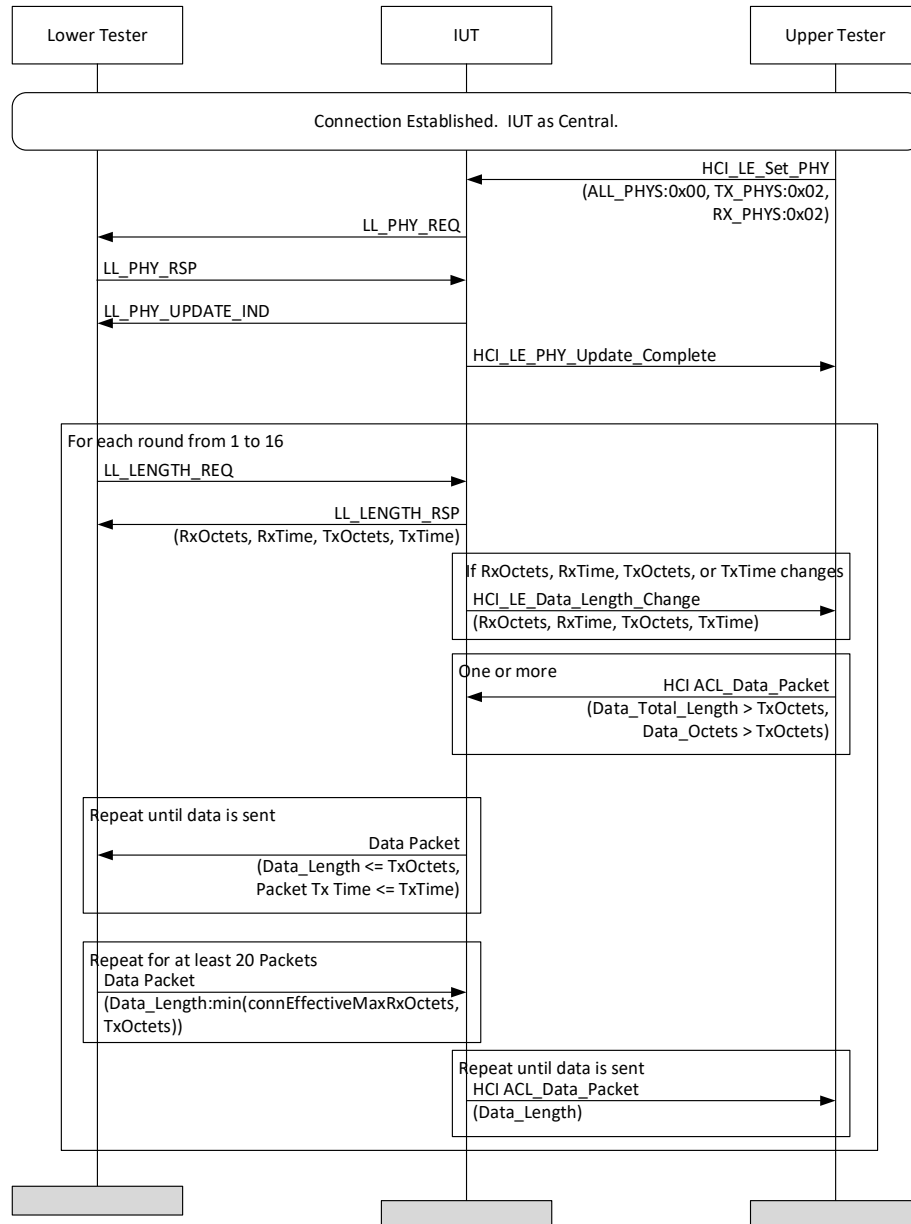 Lower Tester
IUT
Upper Tester
Connection Established.  IUT as Central.
HCI_LE_Set_PHY
(ALL_PHYS:0x00, TX_PHYS:0x02,
RX_PHYS:0x02)
LL_PHY_REQ
LL_PHY_RSP
LL_PHY_UPDATE_IND
HCI_LE_PHY_Update_Complete
For each round from 1 to 16
LL_LENGTH_REQ
LL_LENGTH_RSP
(RxOctets, RxTime, TxOctets, TxTime)
If RxOctets, RxTime, TxOctets, or TxTime changes
HCI_LE_Data_Length_Change
(RxOctets, RxTime, TxOctets, TxTime)
One or more
HCI ACL_Data_Packet
(Data_Total_Length > TxOctets,
Data_Octets > TxOctets)
Repeat until data is sent
Data Packet
(Data_Length <= TxOctets,
Packet Tx Time <= TxTime)
Repeat for at least 20 Packets
Data Packet
(Data_Length:min(connEffectiveMaxRxOctets,
TxOctets))
Repeat until data is sent
HCI ACL_Data_Packet
(Data_Length)